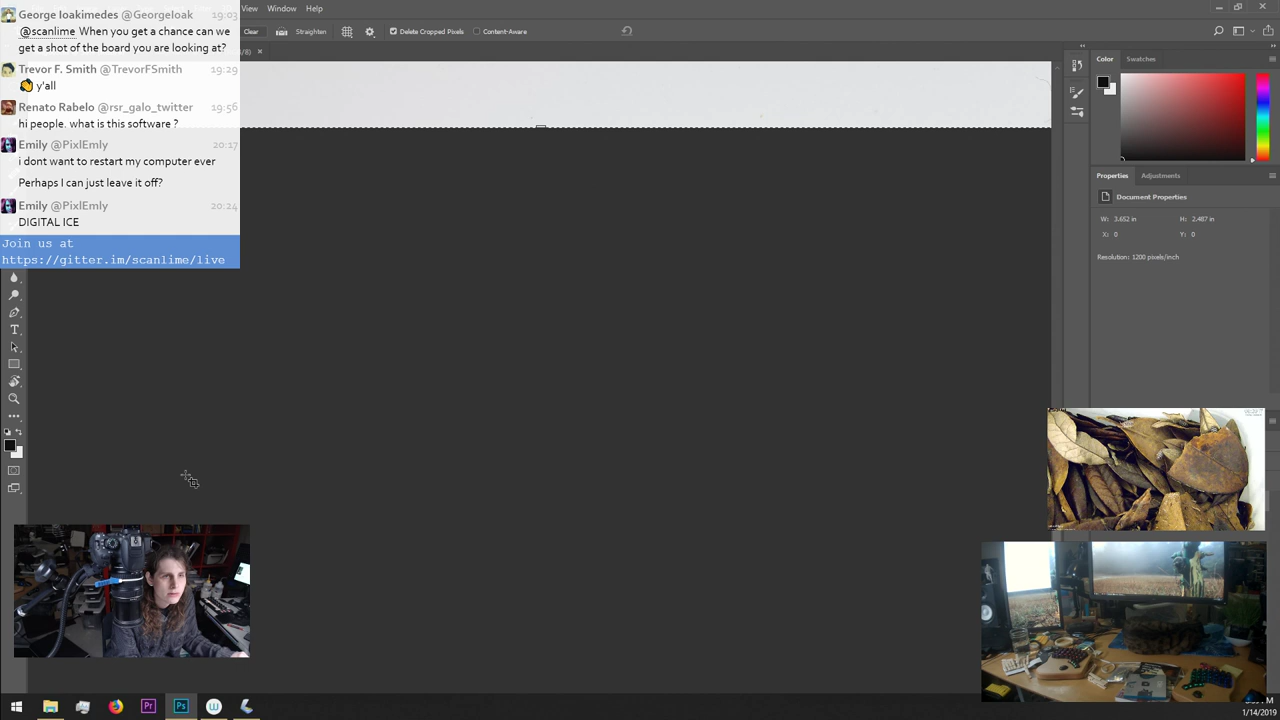 George Ioakimedes @Georgeloak 19:03
@scanlime When you get a chance can we
get a shot of the board you are looking at?
Trevor F. Smith @TrevorFSmith 19:29
👏 y'all
Renato Rabelo @rsr_galo_twitter 19:56
hi people. what is this software ?
Emily @PixlEmly 20:17
i dont want to restart my computer ever
Perhaps I can just leave it off?
Emily @PixlEmly 20:24
DIGITAL ICE
Join us at
https://gitter.im/scanlime/live
View Window Help
Clear Straighten Delete Cropped Pixels Content-Aware
/8) ×
Color Swatches
Properties Adjustments
Document Properties
W: 3.652 in H: 2.487 in
X: 0 Y: 0
Resolution: 1200 pixels/inch
T
Pr Ps
1/14/2019